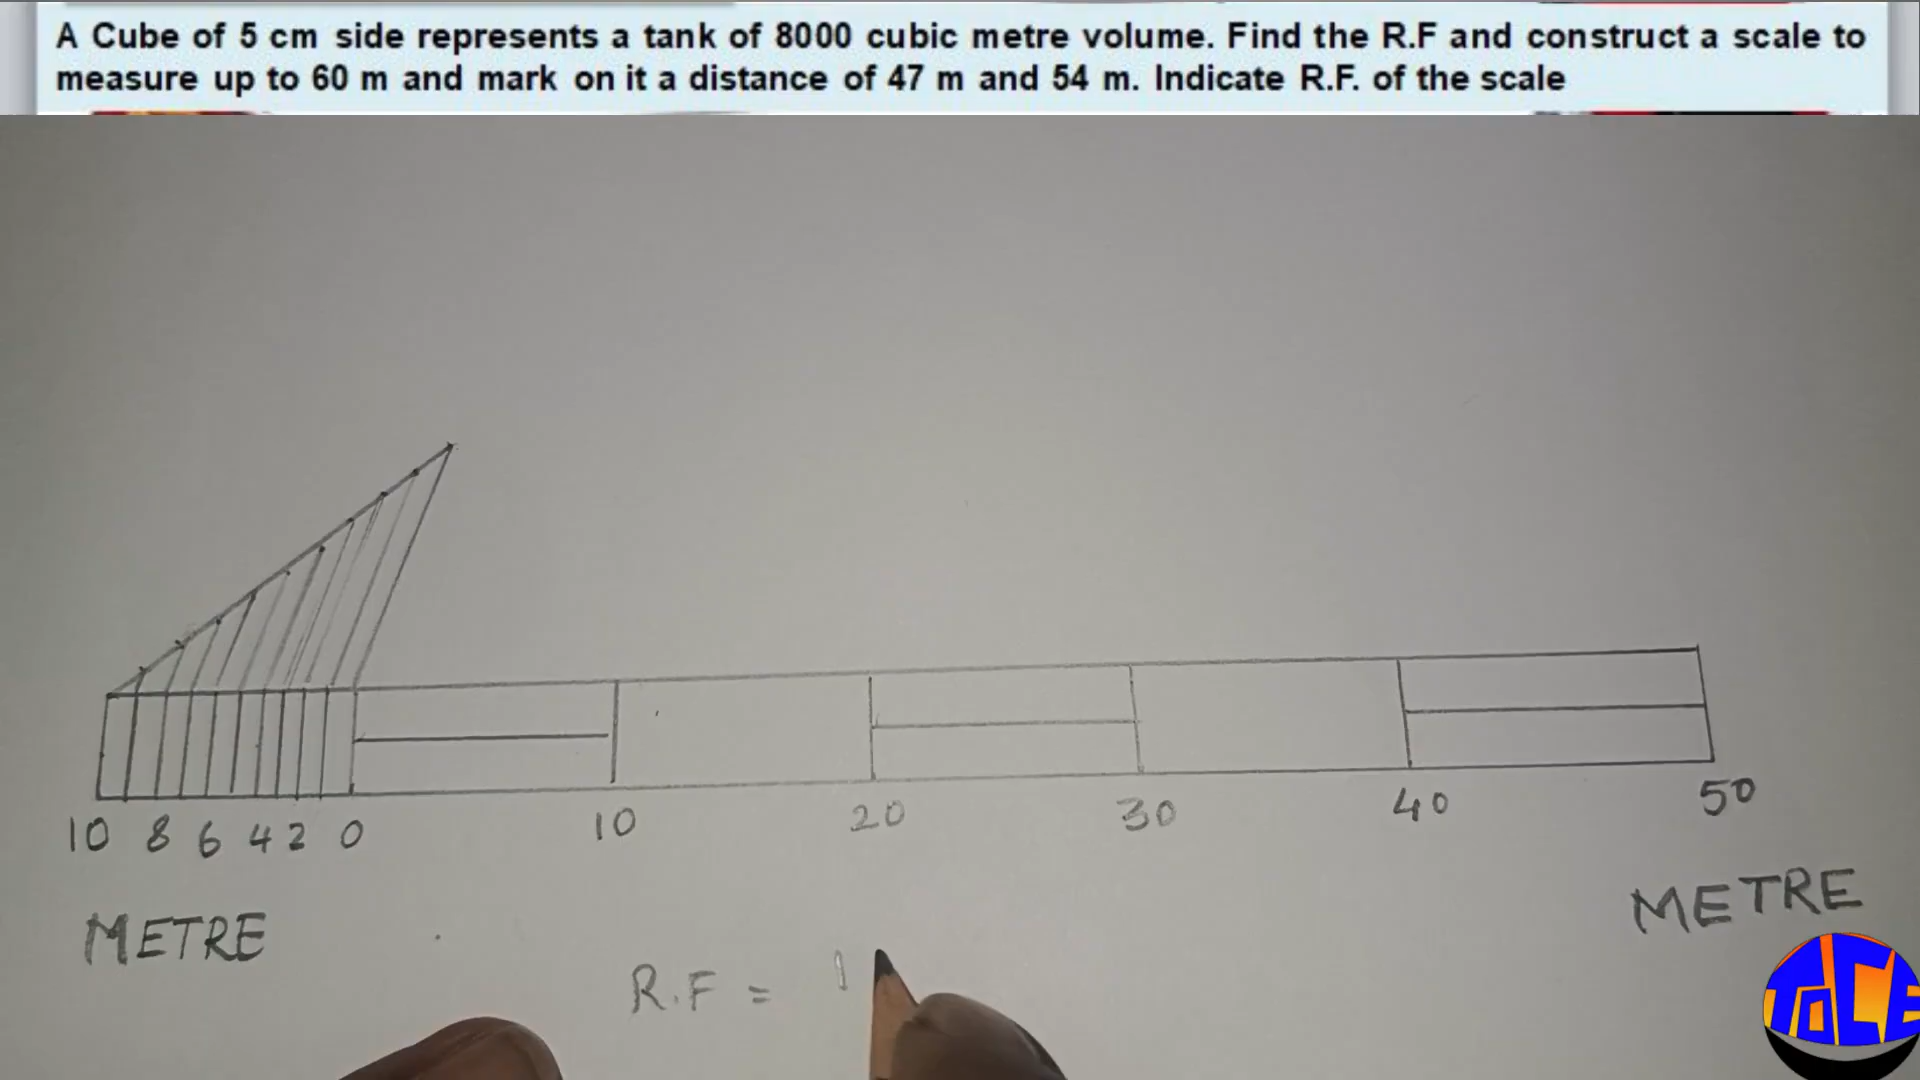 A Cube of 5 cm side represents a tank of 8000 cubic metre volume. Find the R.F and construct a scale to
measure up to 60 m and mark on it a distance of 47 m and 54 m. Indicate R.F. of the scale
10 8 6 4 2 0 10 20 30 40 50
METRE METRE
R.F = 1